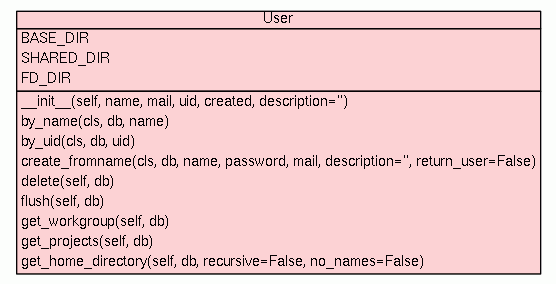 User
BASE_DIR
SHARED_DIR
FD_DIR
__init__(self, name, mail, uid, created, description='')
by_name(cls, db, name)
by_uid(cls, db, uid)
create_fromname(cls, db, name, password, mail, description='', return_user=False)
delete(self, db)
flush(self, db)
get_workgroup(self, db)
get_projects(self, db)
get_home_directory(self, db, recursive=False, no_names=False)